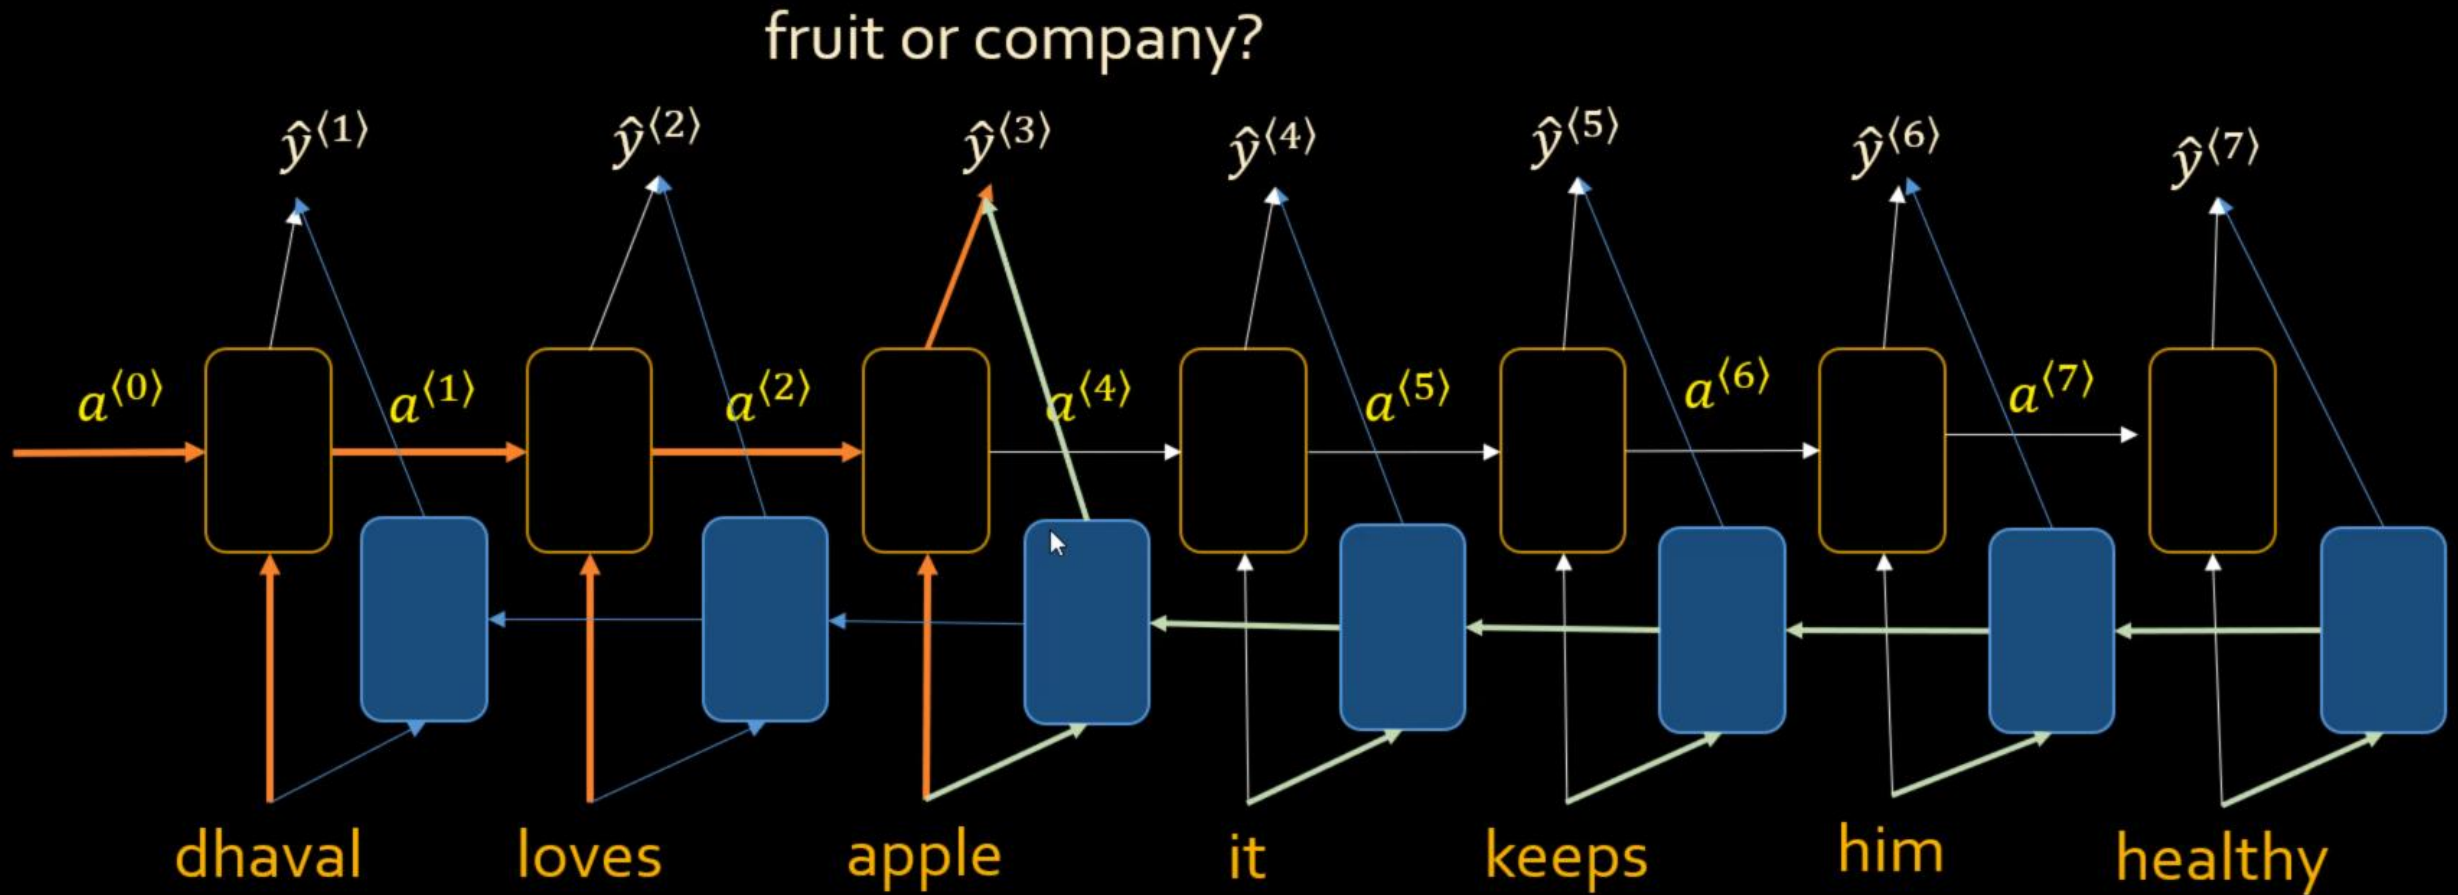 fruit or company?
ŷ⟨1⟩ ŷ⟨2⟩ ŷ⟨3⟩ ŷ⟨4⟩ ŷ⟨5⟩ ŷ⟨6⟩ ŷ⟨7⟩
a⟨0⟩ a⟨1⟩ a⟨2⟩ a⟨4⟩ a⟨5⟩ a⟨6⟩ a⟨7⟩
dhaval loves apple it keeps him healthy